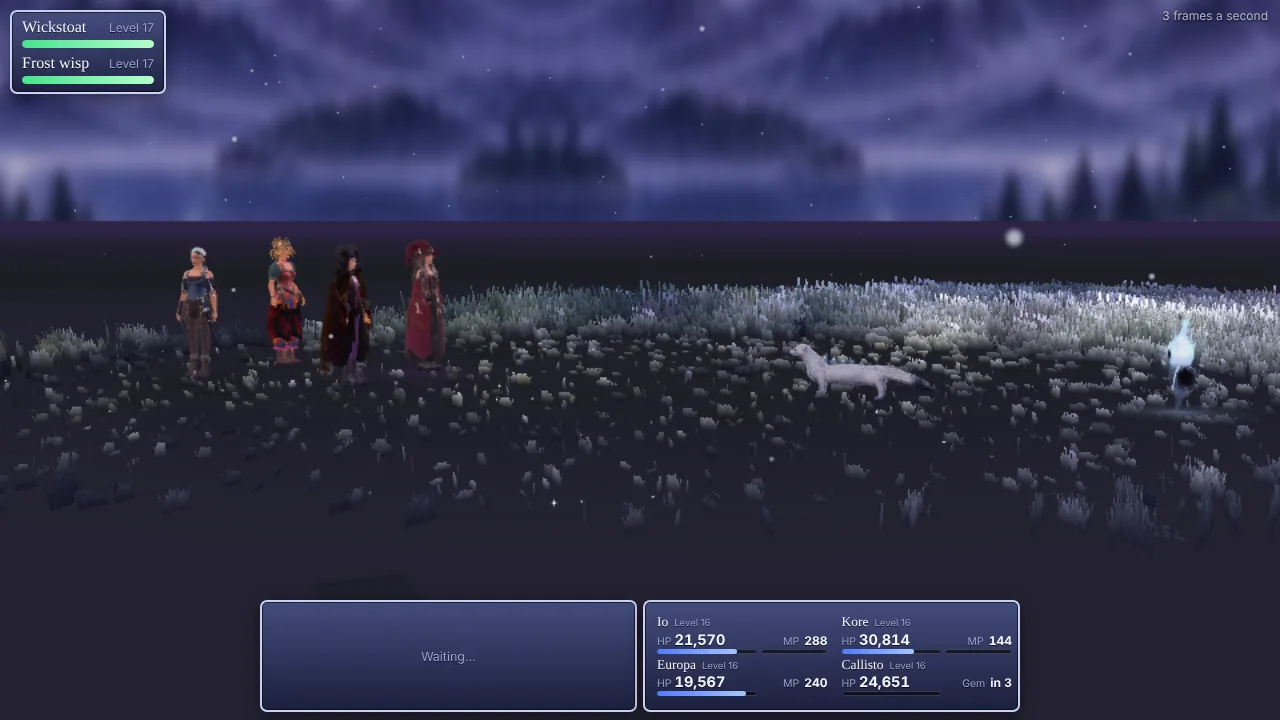 Wickstoat Level 17
Frost wisp Level 17
3 frames a second
Waiting...
Io Level 16
HP 21,570 MP 288
Kore Level 16
HP 30,814 MP 144
Europa Level 16
HP 19,567 MP 240
Callisto Level 16
HP 24,651 Gem in 3